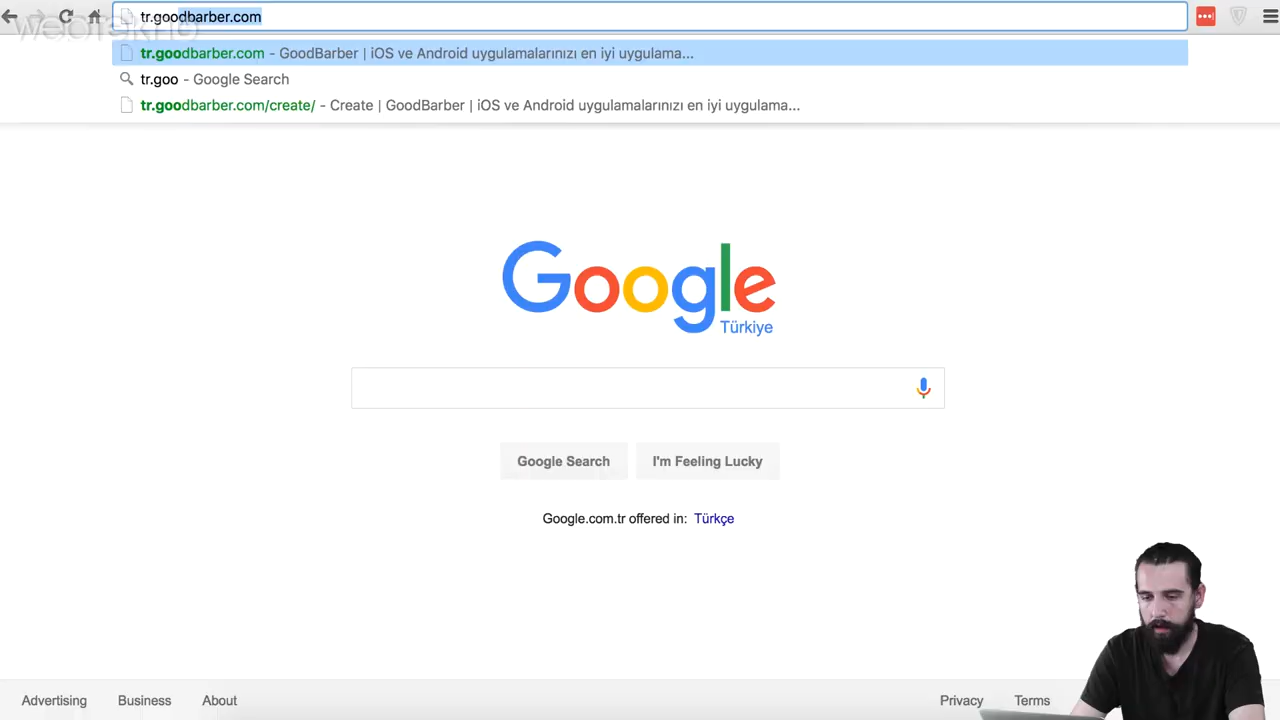 tr.goodbarber.com
webtekno
tr.goodbarber.com - GoodBarber | iOS ve Android uygulamalarınızı en iyi uygulama...
tr.goo - Google Search
tr.goodbarber.com/create/ - Create | GoodBarber | iOS ve Android uygulamalarınızı en iyi uygulama...
Google
Türkiye
Google Search
I'm Feeling Lucky
Google.com.tr offered in: Türkçe
Advertising
Business
About
Privacy
Terms